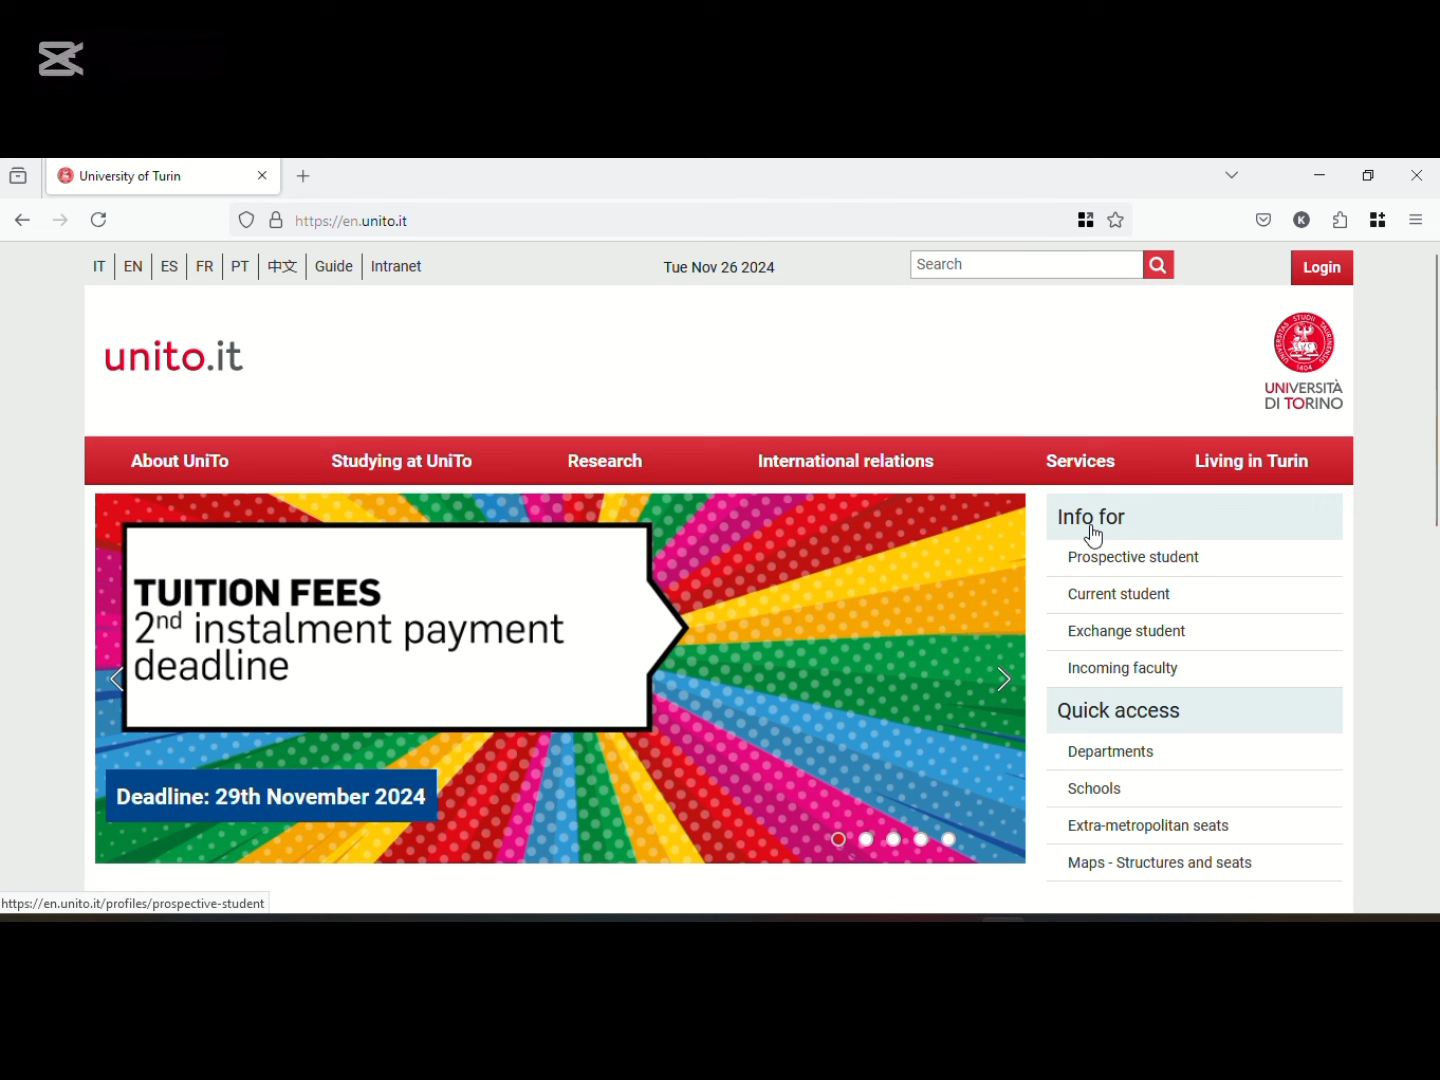 University of Turin
https://en.unito.it
K
IT EN ES FR PT 中文 Guide Intranet
Tue Nov 26 2024
Search
Login
unito.it
UNIVERSITAS STUDII TAURINENSIS
1404
UNIVERSITÀ
DI TORINO
About UniTo Studying at UniTo Research International relations Services Living in Turin
TUITION FEES
2nd instalment payment
deadline
Deadline: 29th November 2024
Info for
Prospective student
Current student
Exchange student
Incoming faculty
Quick access
Departments
Schools
Extra-metropolitan seats
Maps - Structures and seats
https://en.unito.it/profiles/prospective-student